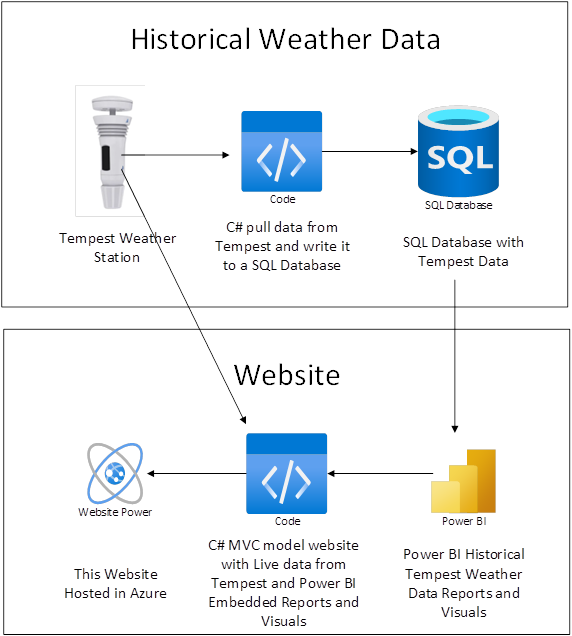 Historical Weather Data
SQL
Code
SQL Database
Tempest Weather
Station
C# pull data from
Tempest and write it
to a SQL Database
SQL Database with
Tempest Data
Website
Website Power
Code
Power BI
This Website
Hosted in Azure
C# MVC model website
with Live data from
Tempest and Power BI
Embedded Reports and
Visuals
Power BI Historical
Tempest Weather
Data Reports and
Visuals